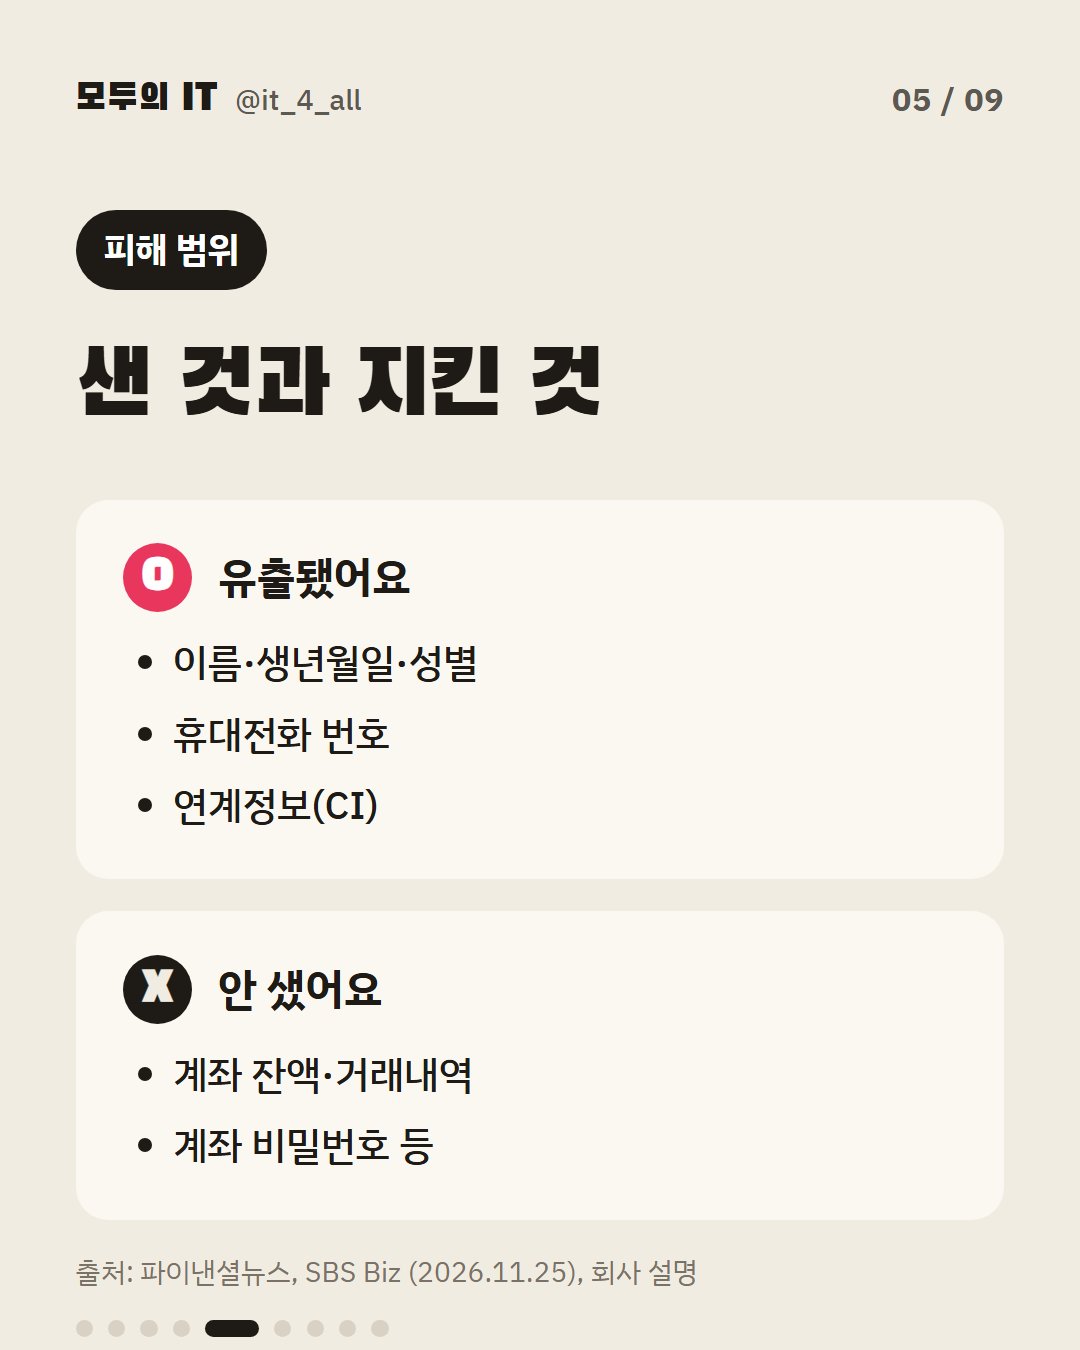 모두의 IT @it_4_all
05 / 09
피해 범위
샌 것과 지킨 것
O 유출됐어요
• 이름·생년월일·성별
• 휴대전화 번호
• 연계정보(CI)
X 안 샜어요
• 계좌 잔액·거래내역
• 계좌 비밀번호 등
출처: 파이낸셜뉴스, SBS Biz (2026.11.25), 회사 설명